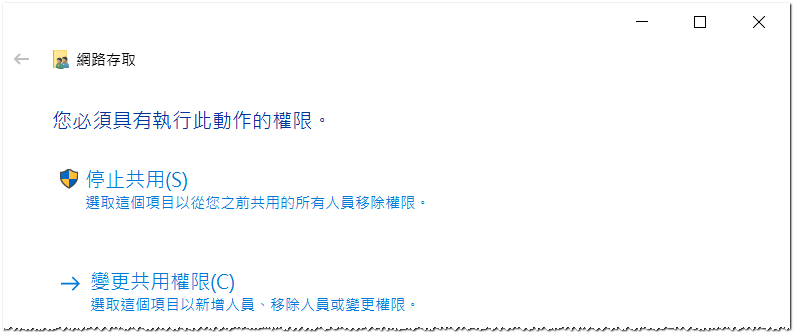 網路存取
您必須具有執行此動作的權限。
停止共用(S)
選取這個項目以從您之前共用的所有人員移除權限。
變更共用權限(C)
選取這個項目以新增人員、移除人員或變更權限。